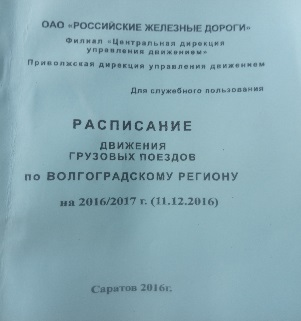 ОАО «РОССИЙСКИЕ ЖЕЛЕЗНЫЕ ДОРОГИ»
Филиал «Центральная дирекция
управления движением»
Приволжская дирекция управления движением
Для служебного пользования
РАСПИСАНИЕ
ДВИЖЕНИЯ
ГРУЗОВЫХ ПОЕЗДОВ
по ВОЛГОГРАДСКОМУ РЕГИОНУ
на 2016/2017 г. (11.12.2016)
Саратов 2016г.